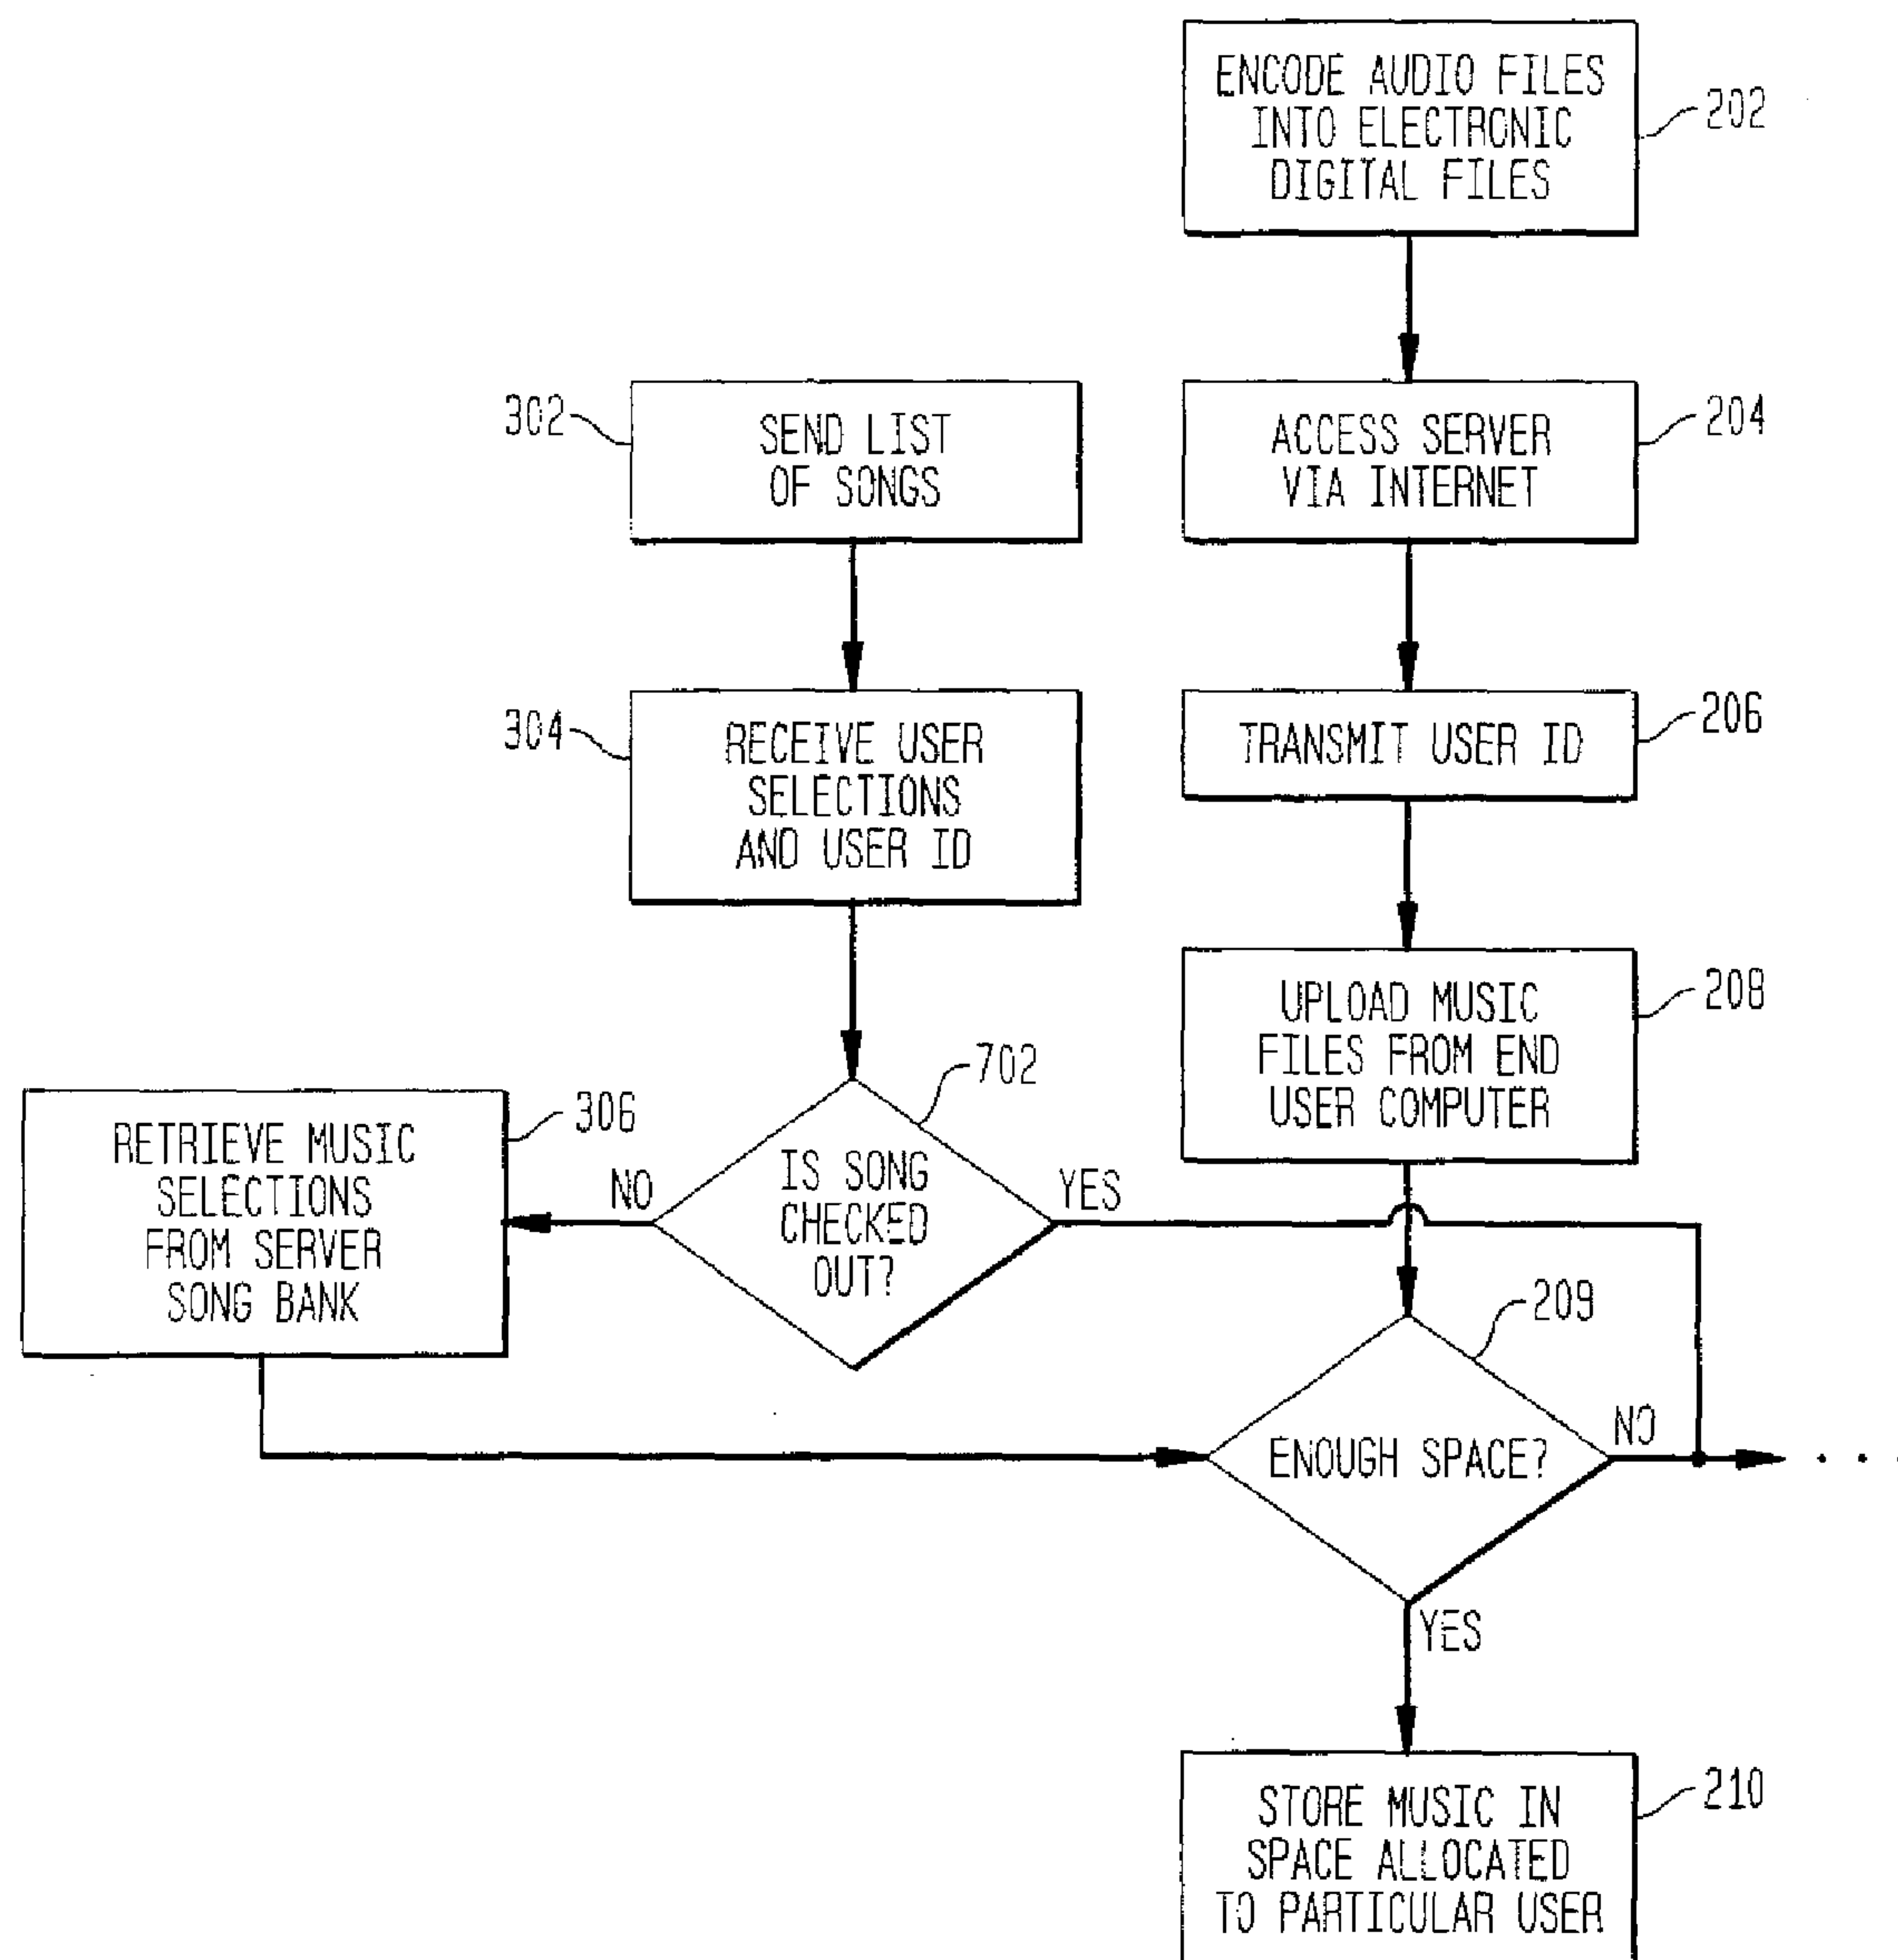 ENCODE AUDIO FILES
INTO ELECTRONIC
DIGITAL FILES
202
302
SEND LIST
OF SONGS
ACCESS SERVER
VIA INTERNET
204
304
RECEIVE USER
SELECTIONS
AND USER ID
TRANSMIT USER ID
206
UPLOAD MUSIC
FILES FROM END
USER COMPUTER
208
702
IS SONG
CHECKED
OUT?
NO
YES
RETRIEVE MUSIC
SELECTIONS
FROM SERVER
SONG BANK
306
209
ENOUGH SPACE?
NO
. . .
YES
STORE MUSIC IN
SPACE ALLOCATED
TO PARTICULAR USER
210